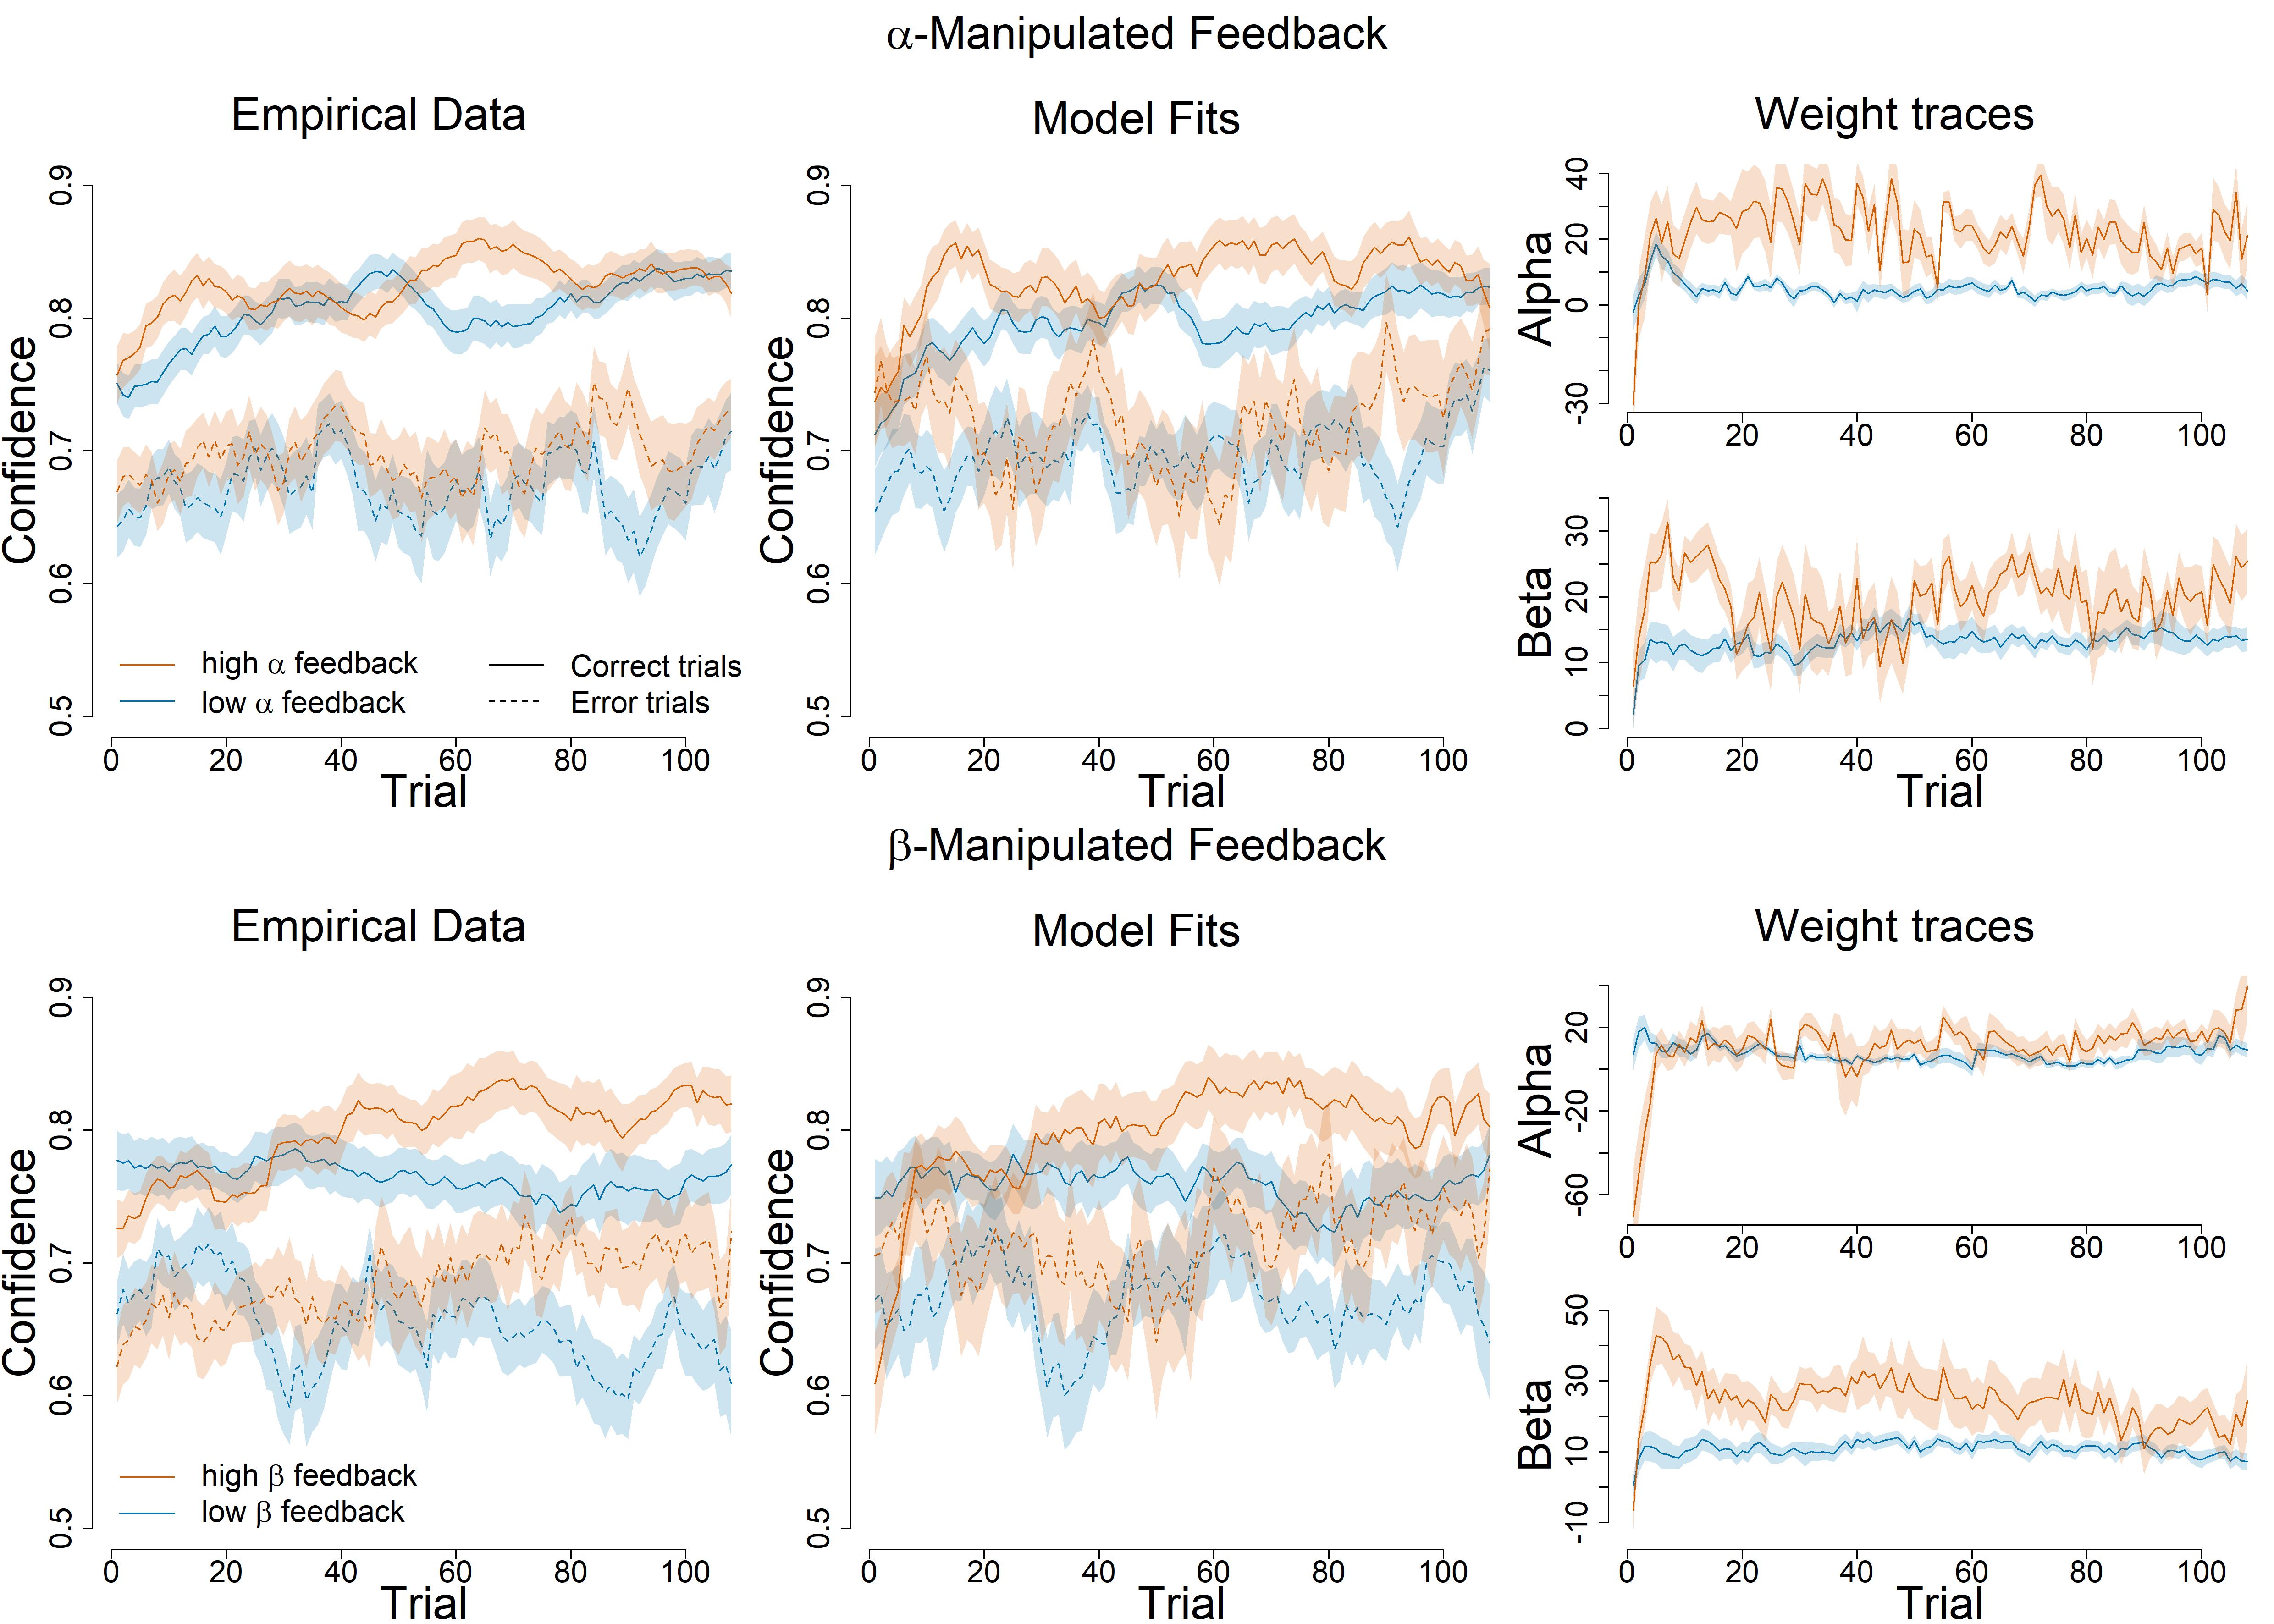 α-Manipulated Feedback
Empirical Data
Model Fits
Weight traces
Confidence
0.5 0.6 0.7 0.8 0.9
high α feedback
low α feedback
Correct trials
Error trials
0 20 40 60 80 100
Trial
Confidence
0.5 0.6 0.7 0.8 0.9
0 20 40 60 80 100
Trial
Alpha
-30 0 20 40
0 20 40 60 80 100
Beta
0 10 20 30
0 20 40 60 80 100
Trial
β-Manipulated Feedback
Empirical Data
Model Fits
Weight traces
Confidence
0.5 0.6 0.7 0.8 0.9
high β feedback
low β feedback
0 20 40 60 80 100
Trial
Confidence
0.5 0.6 0.7 0.8 0.9
0 20 40 60 80 100
Trial
Alpha
-60 -20 20
0 20 40 60 80 100
Beta
-10 10 30 50
0 20 40 60 80 100
Trial